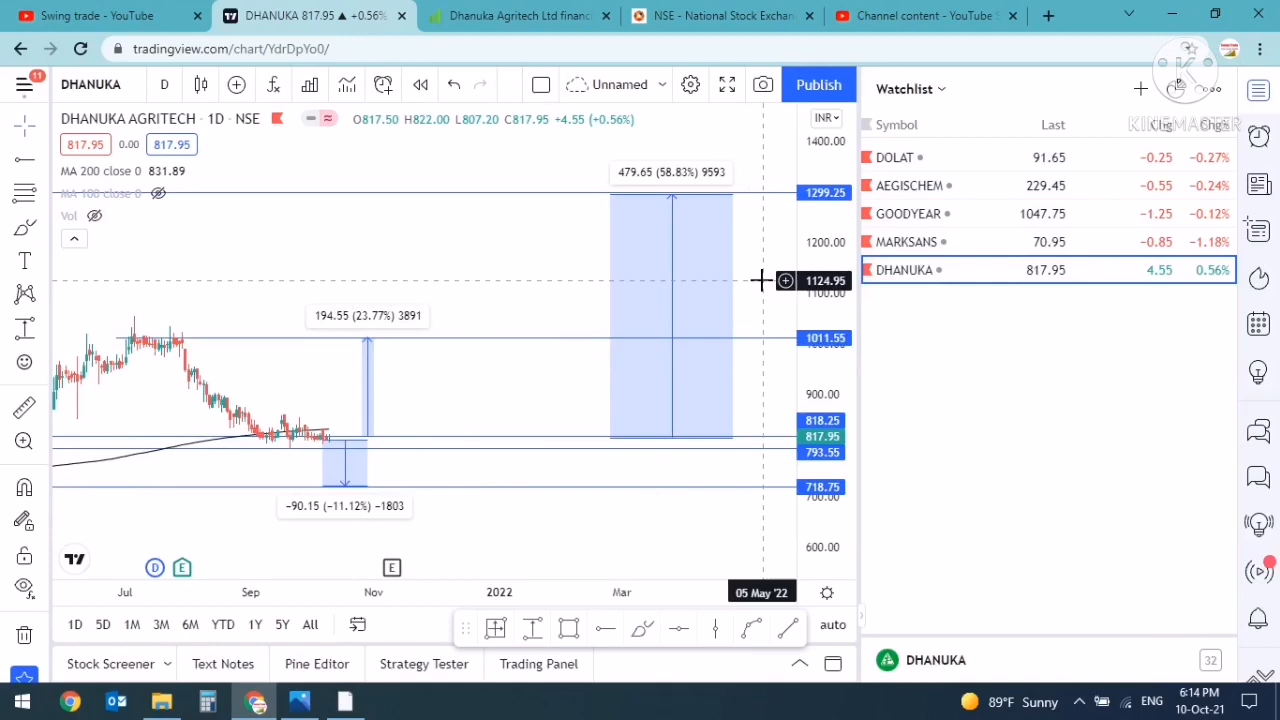 Swing trade - YouTube
DHANUKA 817.95 ▲ +0.56%
Dhanuka Agritech Ltd financ
NSE - National Stock Exchan
Channel content - YouTube S
tradingview.com/chart/YdrDpYo0/
11
DHANUKA
D
Unnamed
Publish
DHANUKA AGRITECH · 1D · NSE
O817.50 H822.00 L807.20 C817.95 +4.55 (+0.56%)
INR
817.95 0.00 817.95
MA 200 close 0 831.89
MA 100 close 0
Vol
1400.00
479.65 (58.83%) 9593
1299.25
1200.00
1124.95
1100.00
194.55 (23.77%) 3891
1011.55
900.00
818.25
817.95
793.55
718.75
700.00
−90.15 (−11.12%) −1803
600.00
D E E
Jul Sep Nov 2022 Mar 05 May '22
1D 5D 1M 3M 6M YTD 1Y 5Y All
auto
Stock Screener Text Notes Pine Editor Strategy Tester Trading Panel
Watchlist
K
KINEMASTER
Symbol Last Chg Chg%
DOLAT 91.65 −0.25 −0.27%
AEGISCHEM 229.45 −0.55 −0.24%
GOODYEAR 1047.75 −1.25 −0.12%
MARKSANS 70.95 −0.85 −1.18%
DHANUKA 817.95 4.55 0.56%
DHANUKA 32
89°F Sunny
ENG
6:14 PM
10-Oct-21